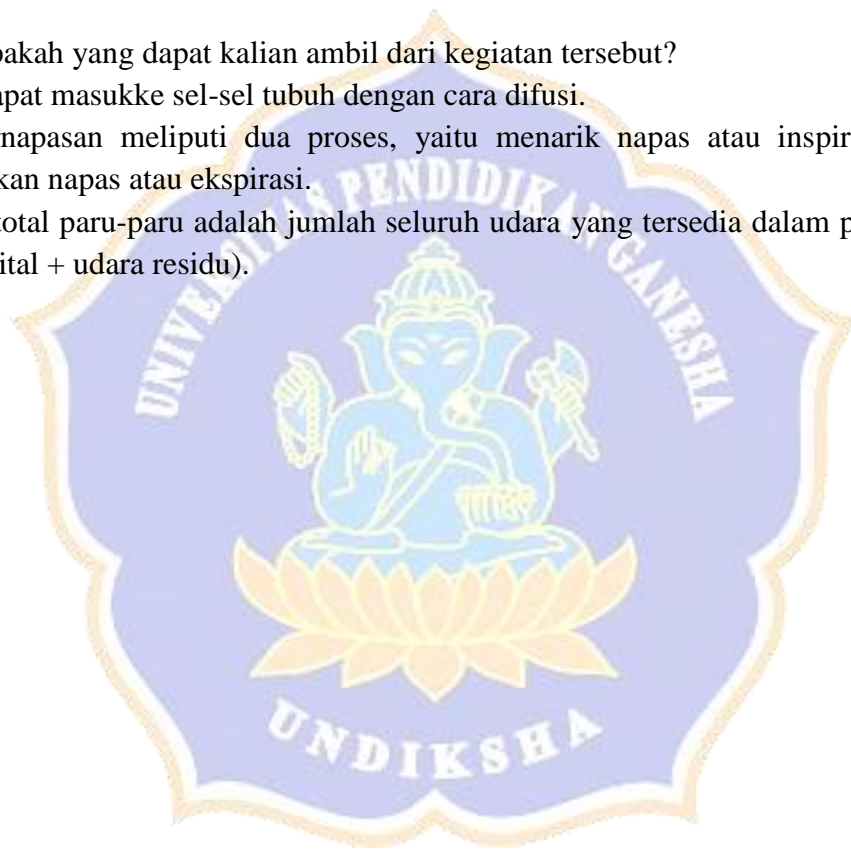 pakah yang dapat kalian ambil dari kegiatan tersebut?
apat masukke sel-sel tubuh dengan cara difusi.
rnapasan meliputi dua proses, yaitu menarik napas atau inspir
kan napas atau ekspirasi.
total paru-paru adalah jumlah seluruh udara yang tersedia dalam p
ital + udara residu).
UNIVERSITAS PENDIDIKAN GANESHA
UNDIKSHA